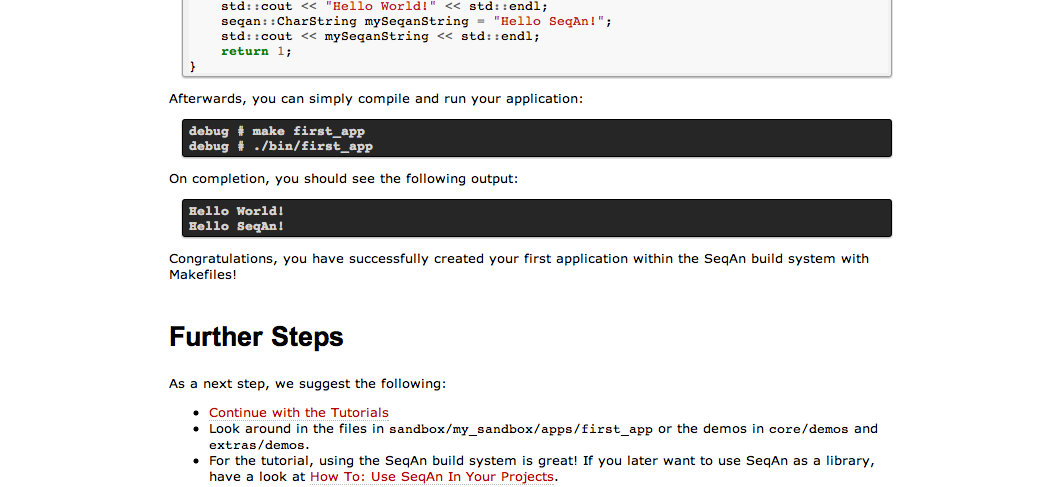 std::cout << "Hello World!" << std::endl;
seqan::CharString mySeqanString = "Hello SeqAn!";
std::cout << mySeqanString << std::endl;
return 1;
}
Afterwards, you can simply compile and run your application:
debug # make first_app
debug # ./bin/first_app
On completion, you should see the following output:
Hello World!
Hello SeqAn!
Congratulations, you have successfully created your first application within the SeqAn build system with
Makefiles!
Further Steps
As a next step, we suggest the following:
• Continue with the Tutorials
• Look around in the files in sandbox/my_sandbox/apps/first_app or the demos in core/demos and
extras/demos.
• For the tutorial, using the SeqAn build system is great! If you later want to use SeqAn as a library,
have a look at How To: Use SeqAn In Your Projects.